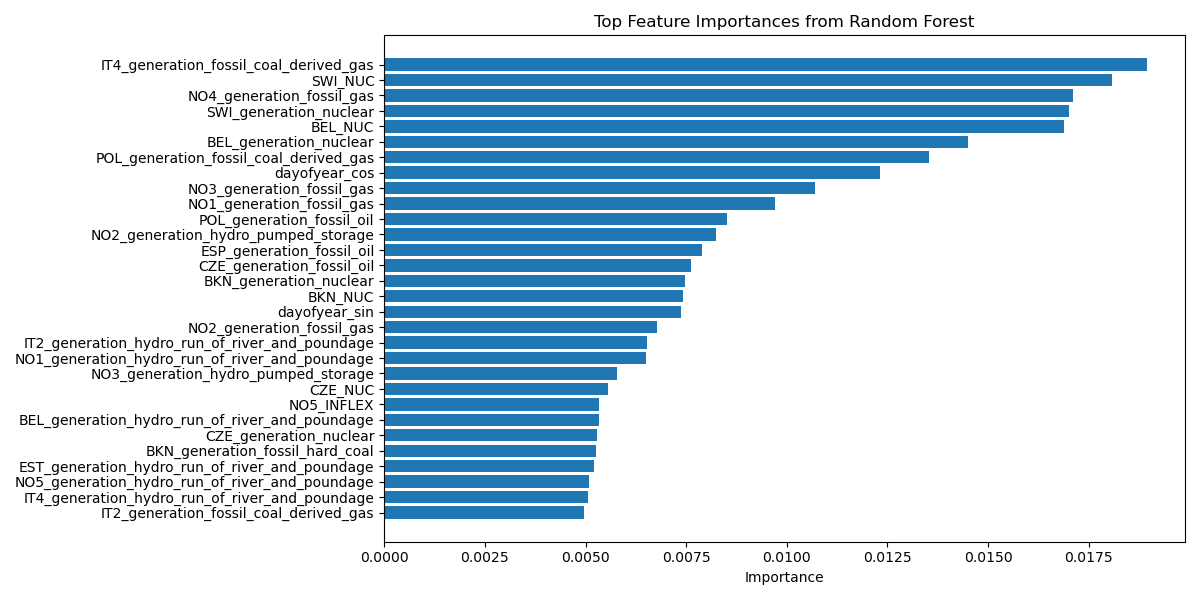 Top Feature Importances from Random Forest
IT4_generation_fossil_coal_derived_gas
SWI_NUC
NO4_generation_fossil_gas
SWI_generation_nuclear
BEL_NUC
BEL_generation_nuclear
POL_generation_fossil_coal_derived_gas
dayofyear_cos
NO3_generation_fossil_gas
NO1_generation_fossil_gas
POL_generation_fossil_oil
NO2_generation_hydro_pumped_storage
ESP_generation_fossil_oil
CZE_generation_fossil_oil
BKN_generation_nuclear
BKN_NUC
dayofyear_sin
NO2_generation_fossil_gas
IT2_generation_hydro_run_of_river_and_poundage
NO1_generation_hydro_run_of_river_and_poundage
NO3_generation_hydro_pumped_storage
CZE_NUC
NO5_INFLEX
BEL_generation_hydro_run_of_river_and_poundage
CZE_generation_nuclear
BKN_generation_fossil_hard_coal
EST_generation_hydro_run_of_river_and_poundage
NO5_generation_hydro_run_of_river_and_poundage
IT4_generation_hydro_run_of_river_and_poundage
IT2_generation_fossil_coal_derived_gas
0.0000 0.0025 0.0050 0.0075 0.0100 0.0125 0.0150 0.0175
Importance